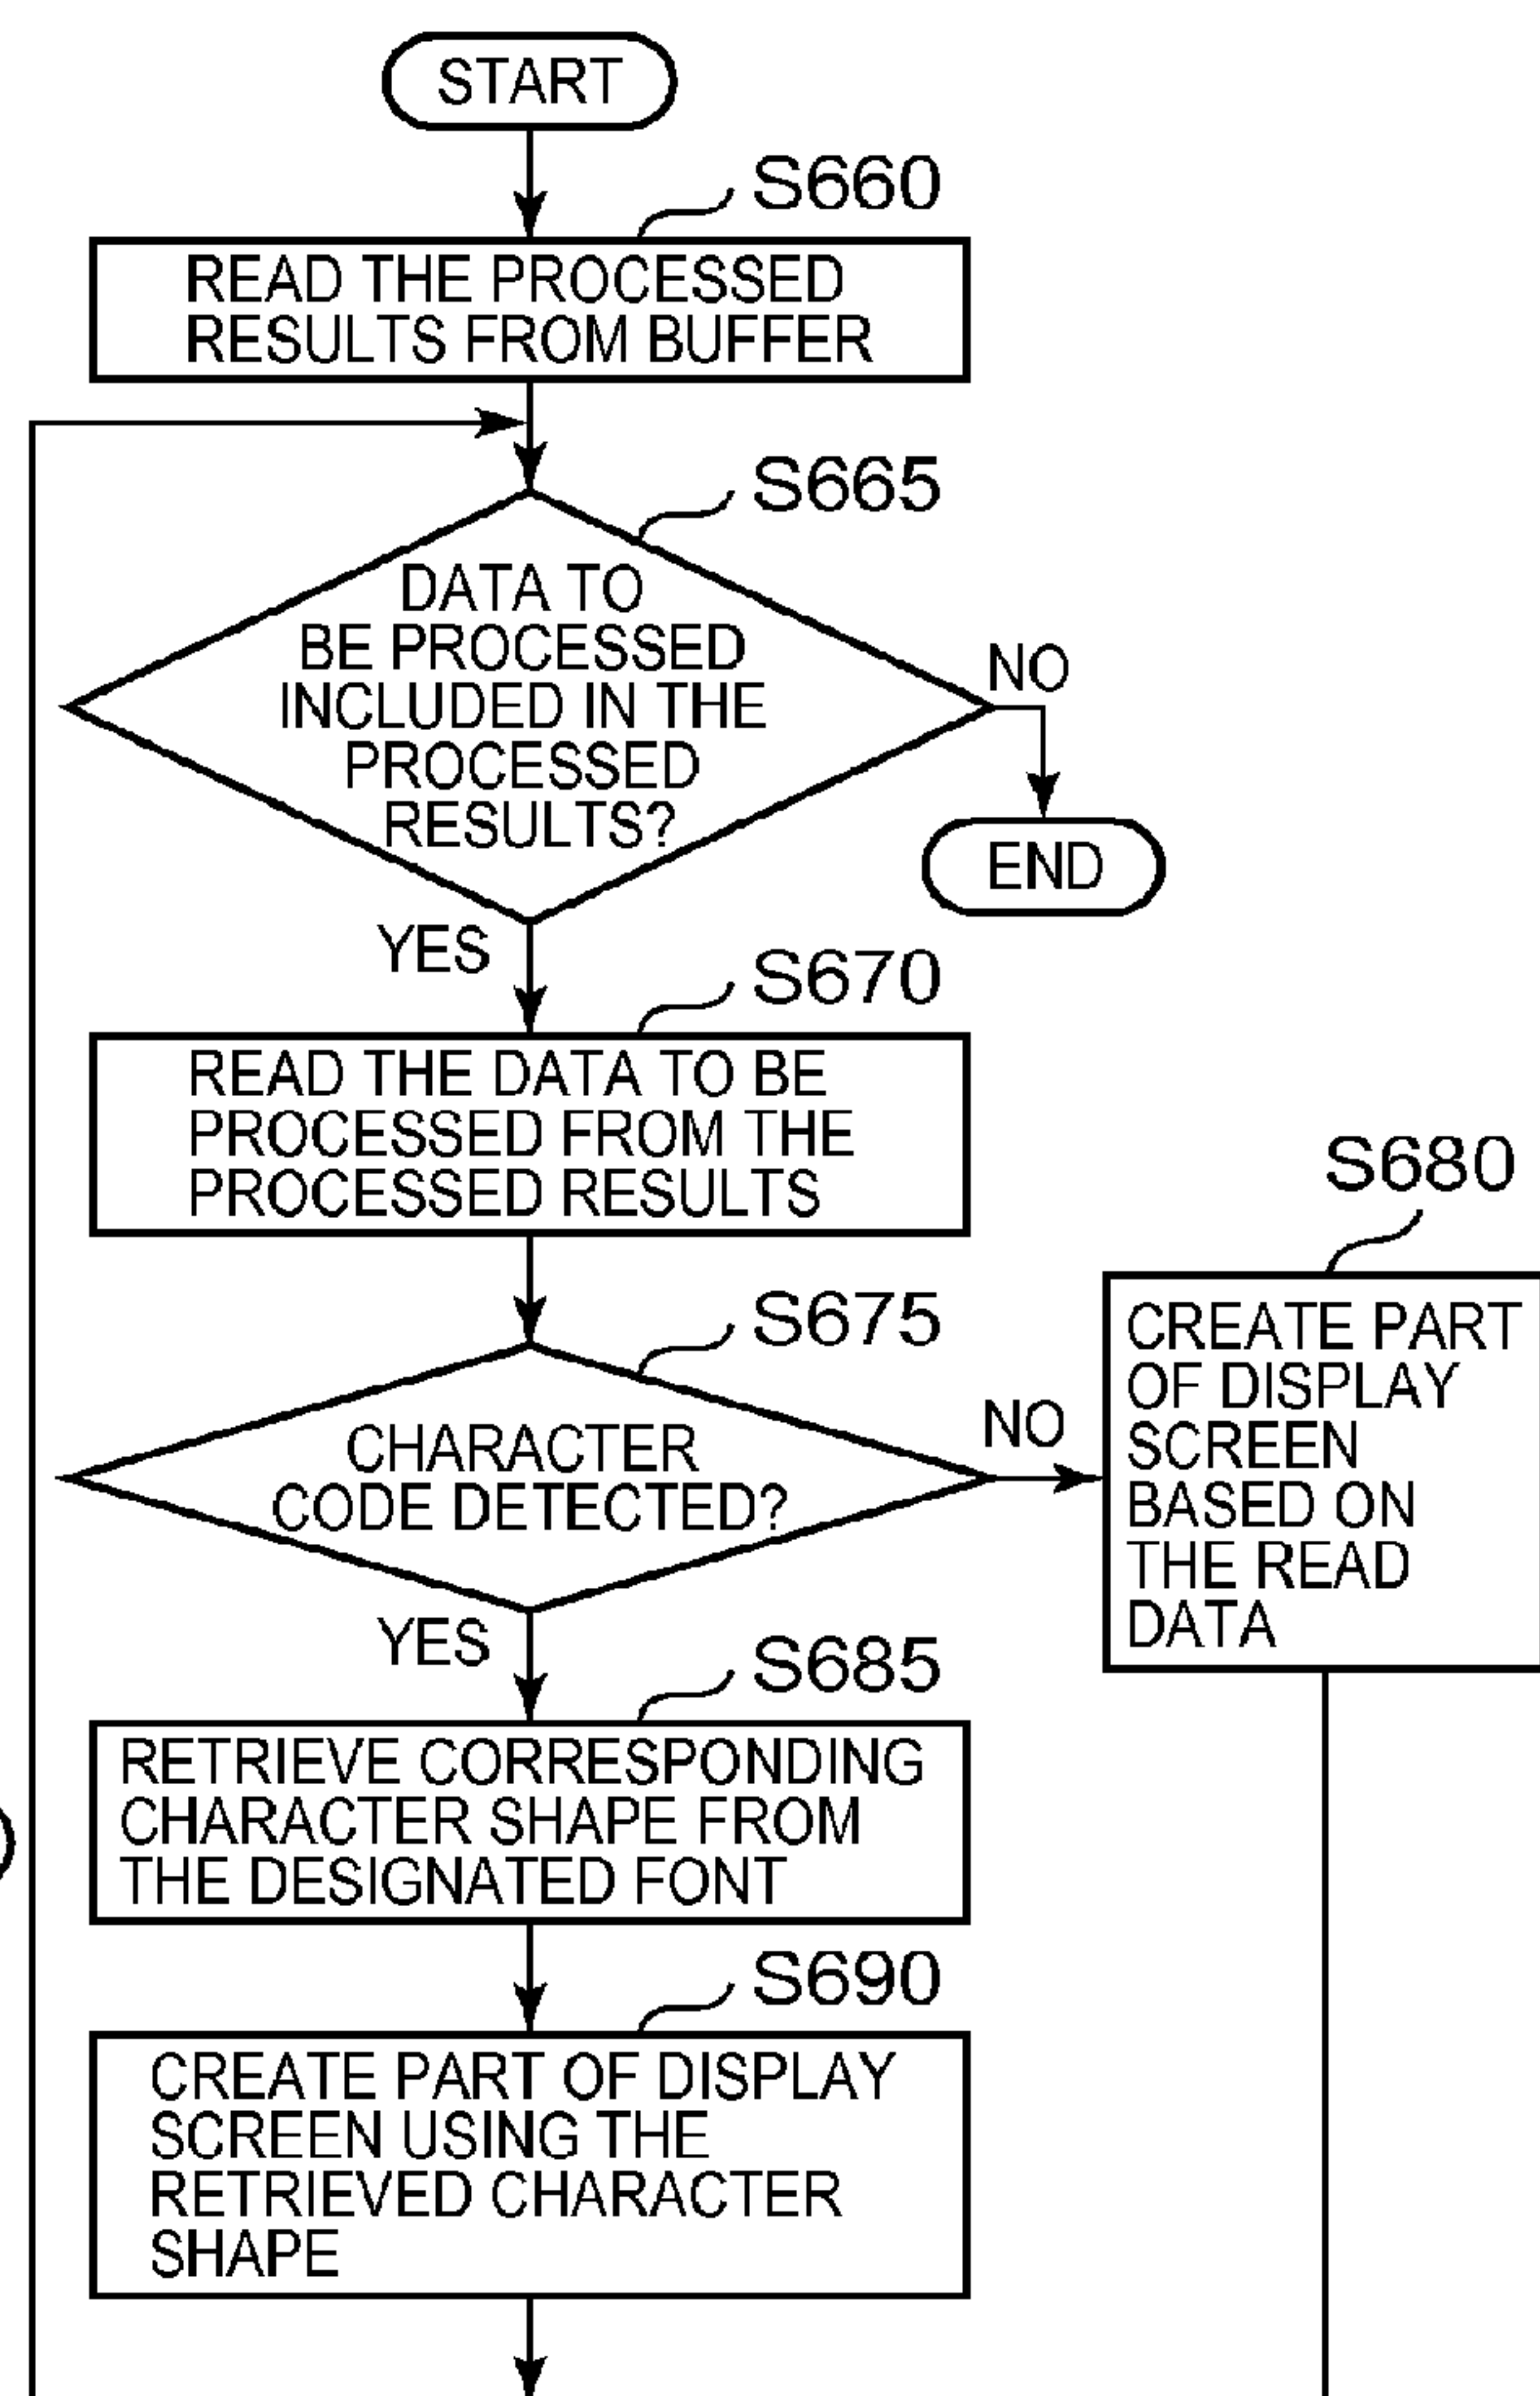 START
S660
READ THE PROCESSED
RESULTS FROM BUFFER
S665
DATA TO
BE PROCESSED
INCLUDED IN THE
PROCESSED
RESULTS?
NO
END
YES
S670
READ THE DATA TO BE
PROCESSED FROM THE
PROCESSED RESULTS
S675
CHARACTER
CODE DETECTED?
NO
S680
CREATE PART
OF DISPLAY
SCREEN
BASED ON
THE READ
DATA
YES
S685
RETRIEVE CORRESPONDING
CHARACTER SHAPE FROM
THE DESIGNATED FONT
S690
CREATE PART OF DISPLAY
SCREEN USING THE
RETRIEVED CHARACTER
SHAPE